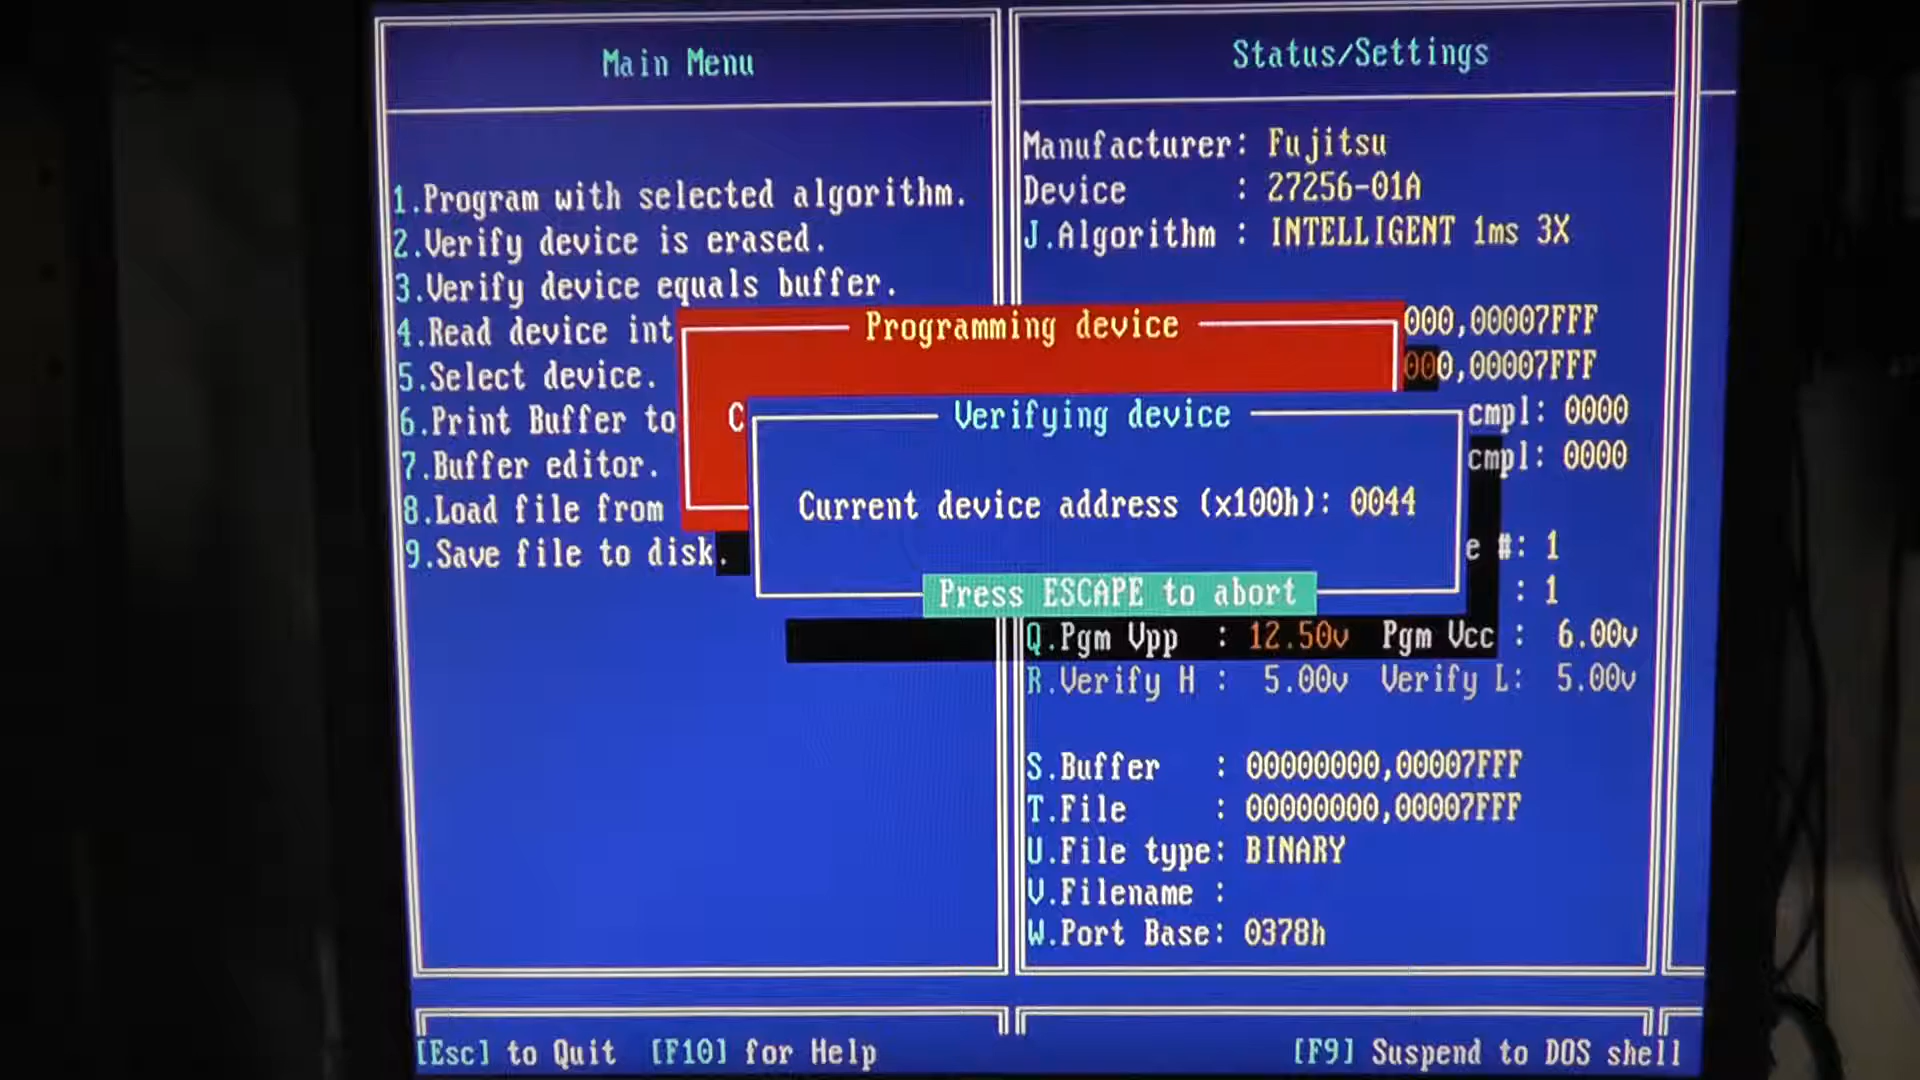 Main Menu
1.Program with selected algorithm.
2.Verify device is erased.
3.Verify device equals buffer.
4.Read device int
5.Select device.
6.Print Buffer to
7.Buffer editor.
8.Load file from
9.Save file to disk.
Status/Settings
Manufacturer: Fujitsu
Device : 27256-01A
J.Algorithm : INTELLIGENT 1ms 3X
000,00007FFF
000,00007FFF
cmpl: 0000
cmpl: 0000
e #: 1
: 1
Q.Pgm Vpp : 12.50v Pgm Vcc : 6.00v
R.Verify H : 5.00v Verify L: 5.00v
S.Buffer : 00000000,00007FFF
T.File : 00000000,00007FFF
U.File type: BINARY
V.Filename :
W.Port Base: 0378h
Programming device
C
Verifying device
Current device address (x100h): 0044
Press ESCAPE to abort
[Esc] to Quit [F10] for Help
[F9] Suspend to DOS shell